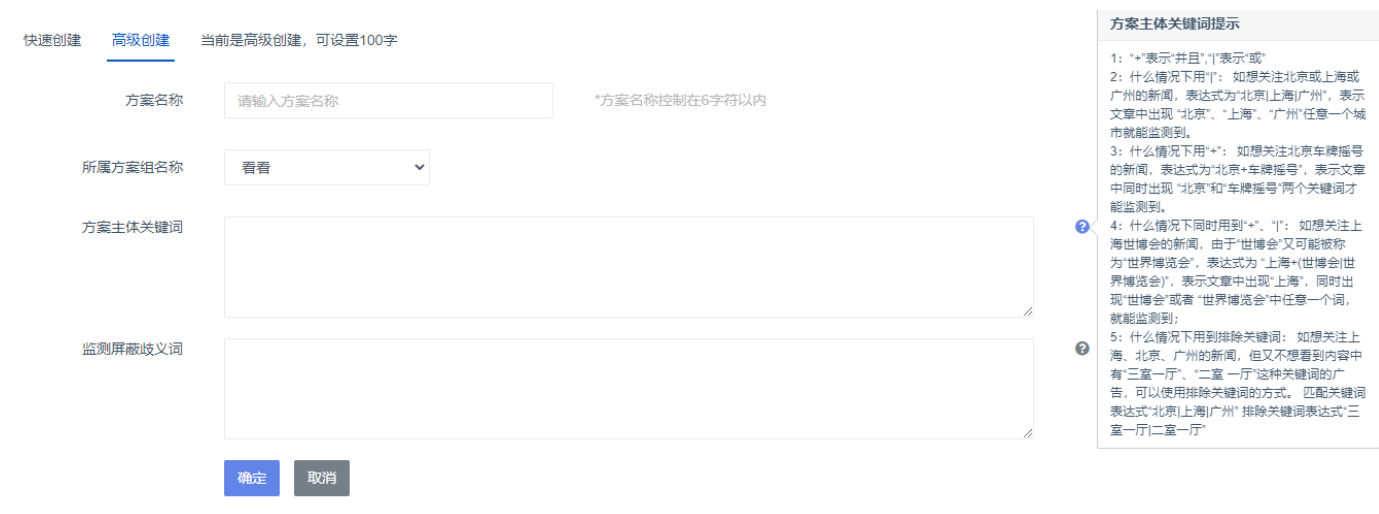 快速创建 高级创建 当前是高级创建，可设置100字
方案名称 请输入方案名称 *方案名称控制在6字符以内
所属方案组名称 看看
方案主体关键词
监测屏蔽歧义词
确定 取消
方案主体关键词提示
1：“+”表示“并且”,“|”表示“或”
2：什么情况下用“|”： 如想关注北京或上海或
广州的新闻，表达式为“北京|上海|广州”，表示
文章中出现 “北京”、“上海”、“广州”任意一个城
市就能监测到。
3：什么情况下用“+”： 如想关注北京车牌摇号
的新闻，表达式为“北京+车牌摇号”，表示文章
中同时出现 “北京”和“车牌摇号”两个关键词才
能监测到。
4：什么情况下同时用到“+”、“|”： 如想关注上
海世博会的新闻，由于“世博会”又可能被称
为“世界博览会”，表达式为 “上海+(世博会|世
界博览会)”，表示文章中出现“上海”，同时出
现“世博会”或者 “世界博览会”中任意一个词，
就能监测到；
5：什么情况下用到排除关键词： 如想关注上
海、北京、广州的新闻，但又不想看到内容中
有“三室一厅”、“二室 一厅”这种关键词的广
告，可以使用排除关键词的方式。 匹配关键词
表达式“北京|上海|广州” 排除关键词表达式“三
室一厅|二室一厅”